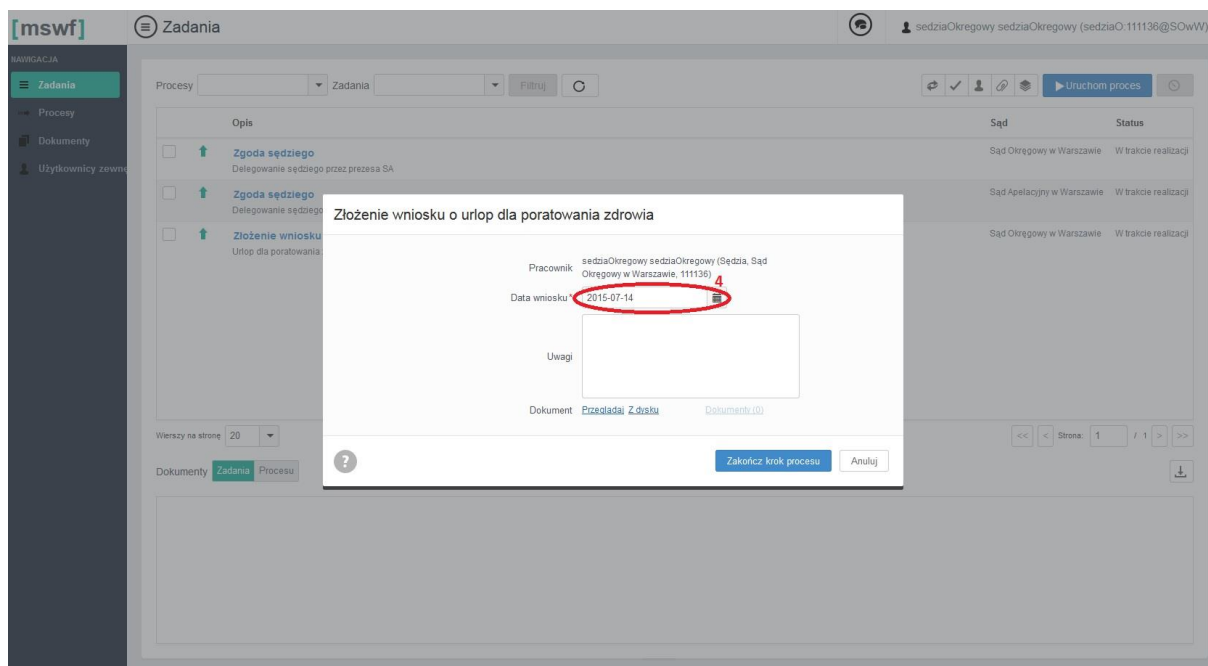 [mswf]
Zadania
sedziaOkregowy sedziaOkregowy (sedziaO:111136@SOwW)
NAWIGACJA
Zadania
Procesy
Dokumenty
Użytkownicy zewnę
Procesy
Zadania
Filtruj
Uruchom proces
Opis
Sąd
Status
Zgoda sędziego
Delegowanie sędziego przez prezesa SA
Sąd Okręgowy w Warszawie
W trakcie realizacji
Zgoda sędziego
Delegowanie sędziego
Sąd Apelacyjny w Warszawie
W trakcie realizacji
Złożenie wniosku
Urlop dla poratowania
Sąd Okręgowy w Warszawie
W trakcie realizacji
Złożenie wniosku o urlop dla poratowania zdrowia
Pracownik
sedziaOkregowy sedziaOkregowy (Sędzia, Sąd
Okręgowy w Warszawie, 111136)
4
Data wniosku*
2015-07-14
Uwagi
Dokument
Przeglądaj Z dysku
Dokumenty (0)
?
Zakończ krok procesu
Anuluj
Wierszy na stronę
20
<< < Strona: 1 / 1 > >>
Dokumenty
Zadania
Procesu